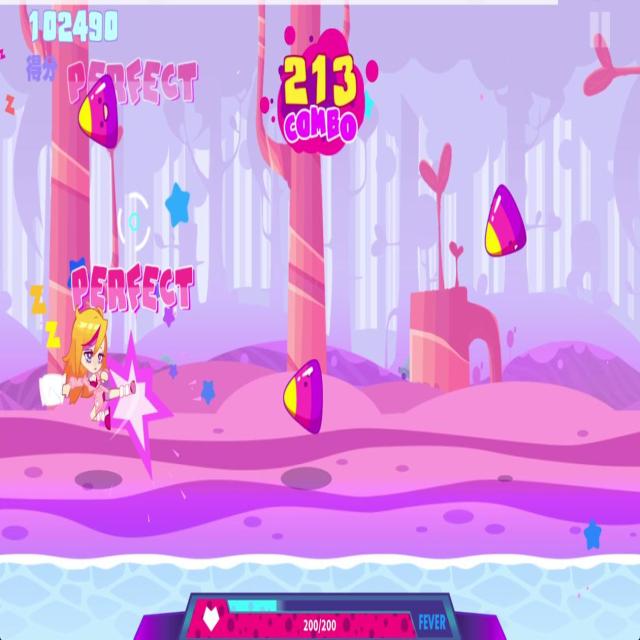 102490
得分
PERFECT
213
COMBO
PERFECT
Z
Z
Z
Z
200/200
FEVER